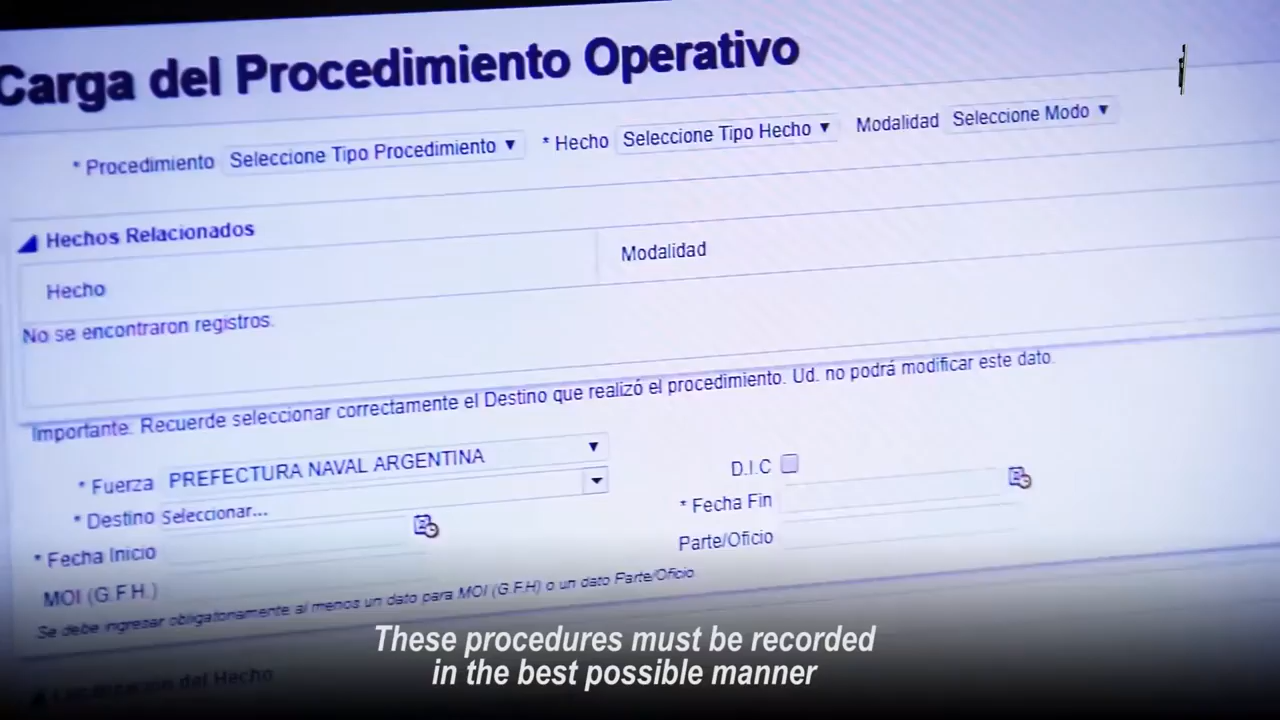 Carga del Procedimiento Operativo
* Procedimiento Seleccione Tipo Procedimiento * Hecho Seleccione Tipo Hecho Modalidad Seleccione Modo
Hechos Relacionados
Hecho Modalidad
No se encontraron registros.
Importante: Recuerde seleccionar correctamente el Destino que realizó el procedimiento. Ud. no podrá modificar este dato.
* Fuerza PREFECTURA NAVAL ARGENTINA D.I.C
* Destino Seleccionar... * Fecha Fin
* Fecha Inicio Parte/Oficio
MOI (G.F.H.)
Se debe ingresar obligatoriamente al menos un dato para MOI (G.F.H) o un dato Parte/Oficio.
del Hecho
These procedures must be recorded
in the best possible manner